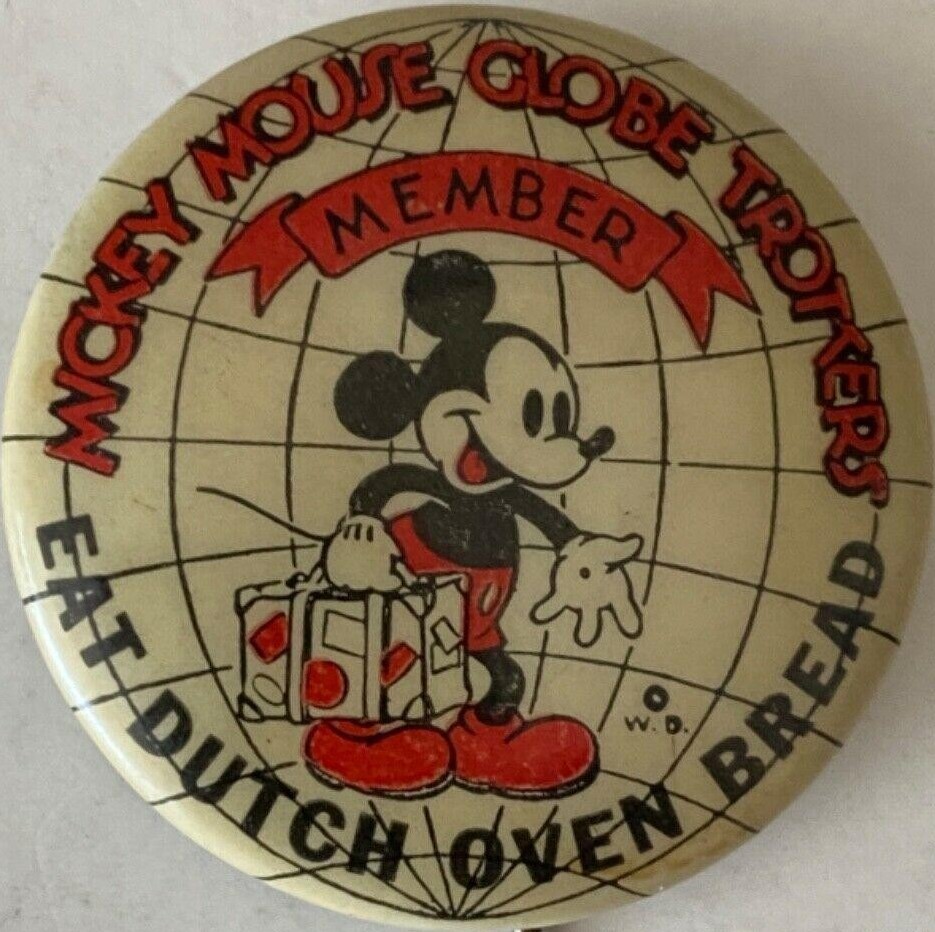 MICKEY MOUSE GLOBE TROTTERS
MEMBER
© W.D.
EAT DUTCH OVEN BREAD